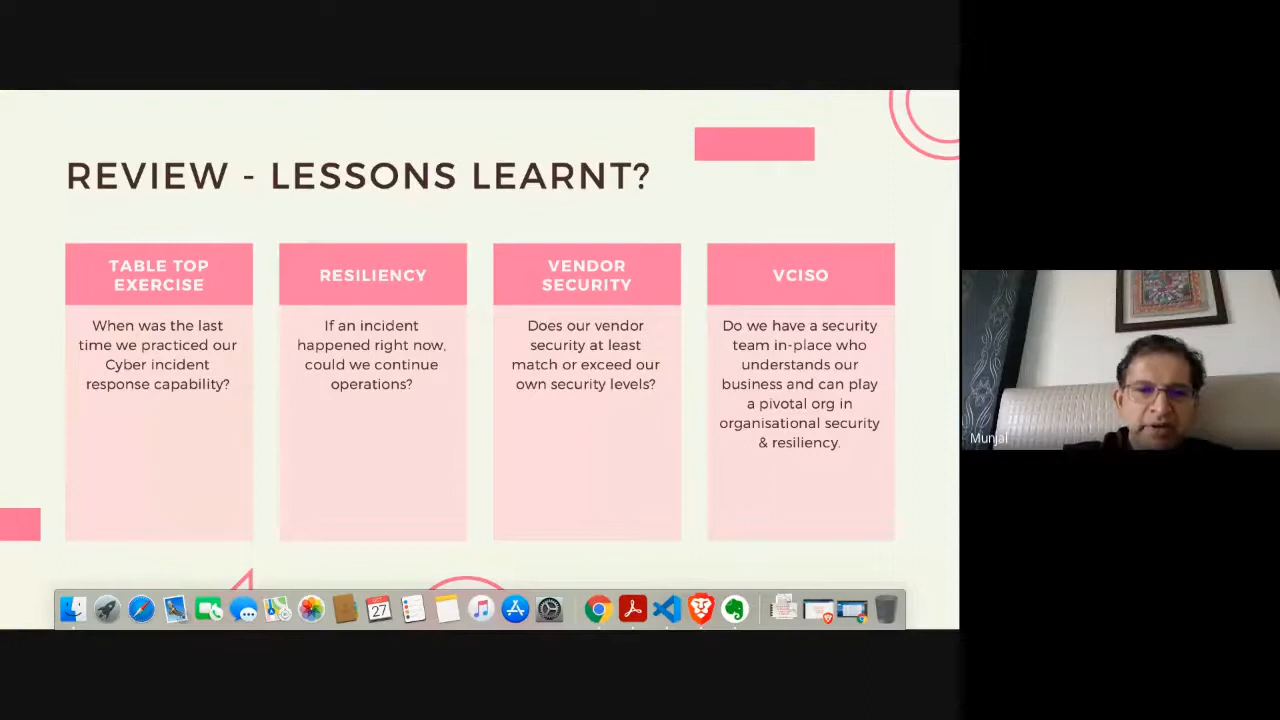 REVIEW - LESSONS LEARNT?
TABLE TOP
EXERCISE
When was the last
time we practiced our
Cyber incident
response capability?
RESILIENCY
If an incident
happened right now,
could we continue
operations?
VENDOR
SECURITY
Does our vendor
security at least
match or exceed our
own security levels?
VCISO
Do we have a security
team in-place who
understands our
business and can play
a pivotal org in
organisational security
& resiliency.
Munjal
27